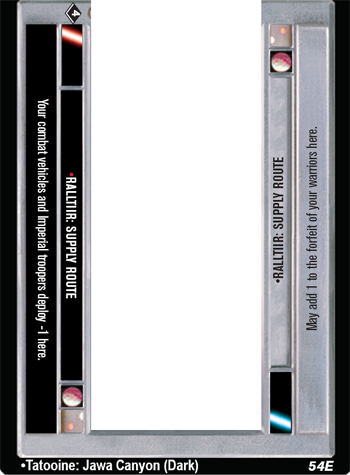 4
Your combat vehicles and Imperial troopers deploy -1 here.
•RALLTIIR: SUPPLY ROUTE
•RALLTIIR: SUPPLY ROUTE
May add 1 to the forfeit of your warriors here.
•Tatooine: Jawa Canyon (Dark)
54E